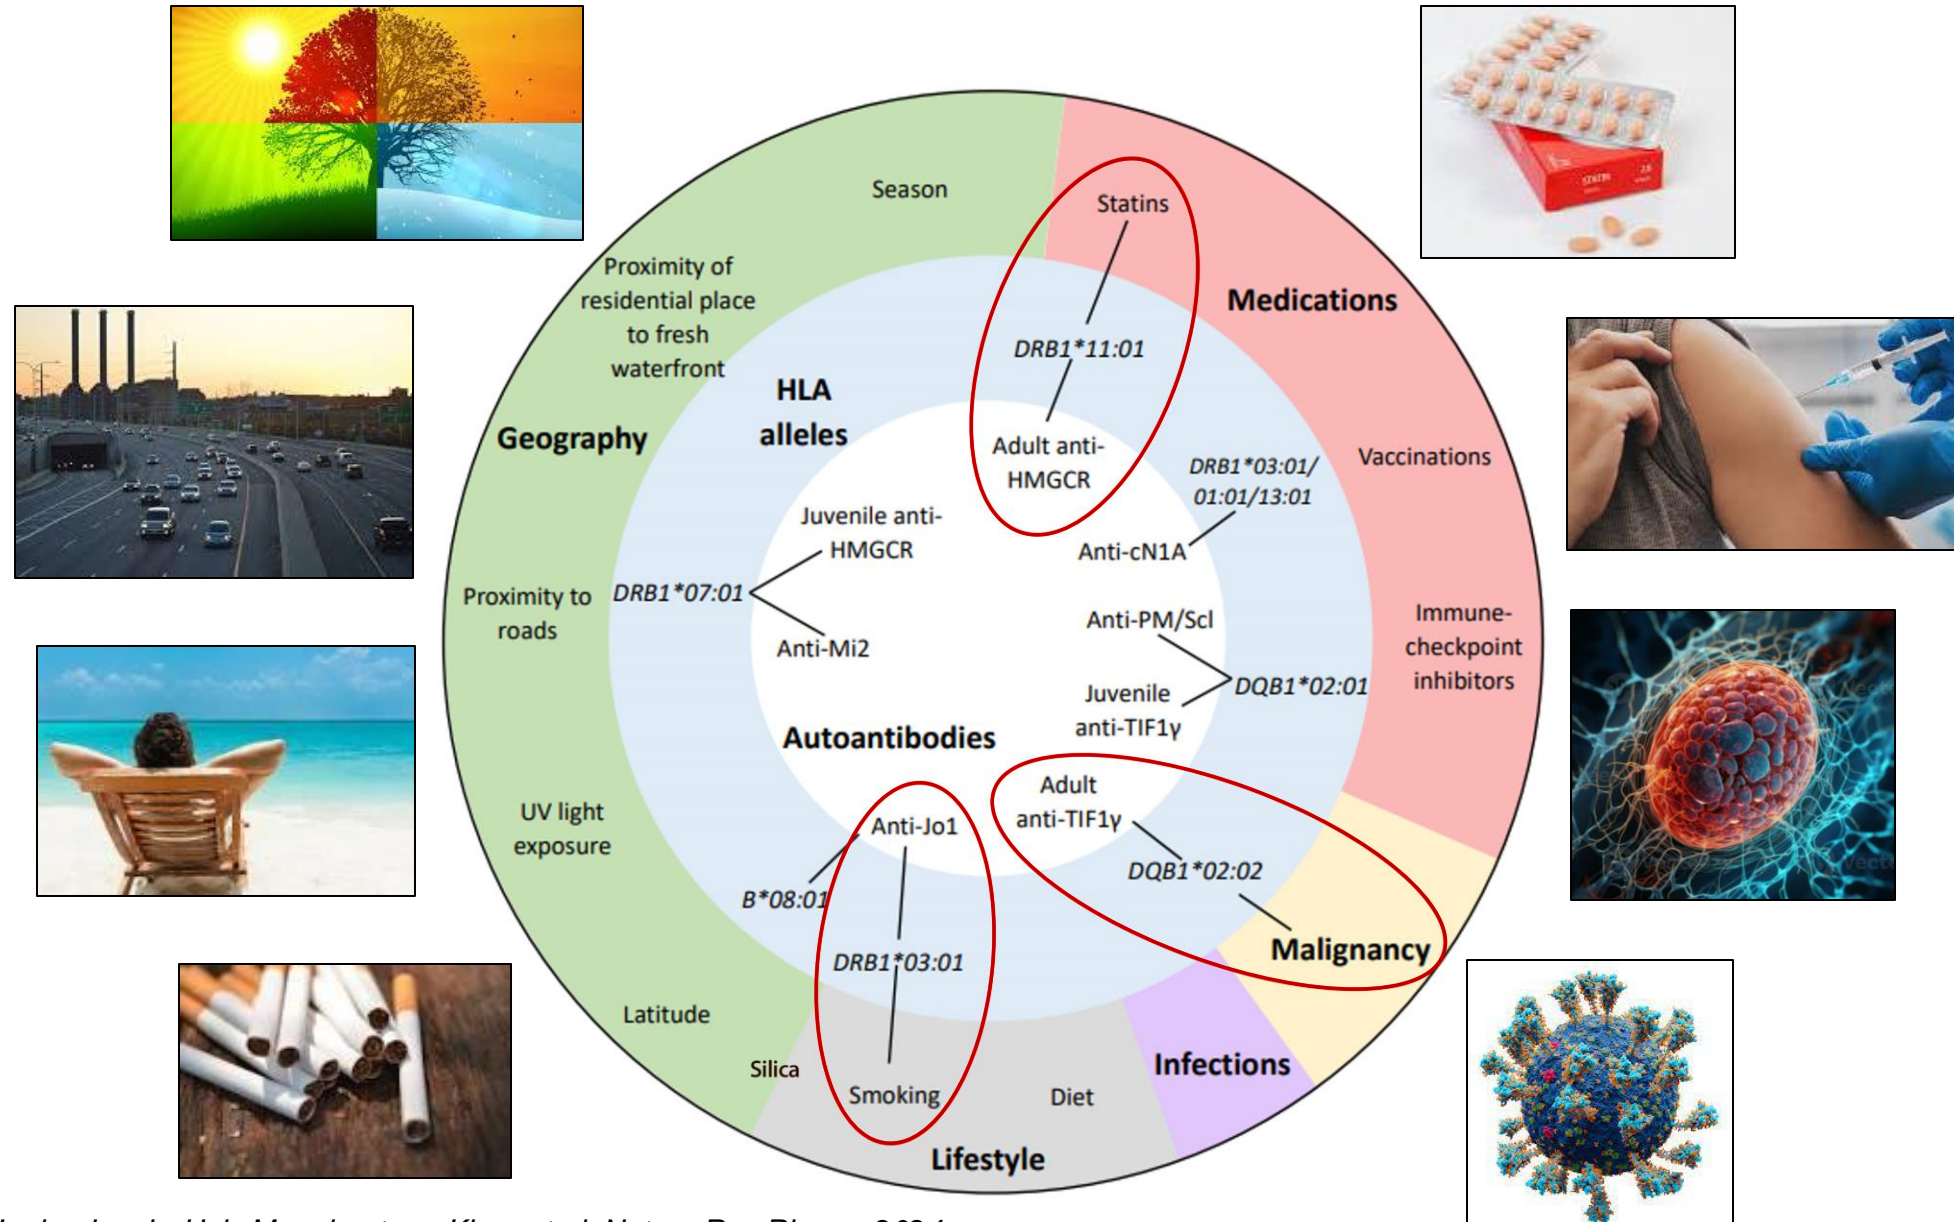 Season
Statins
Proximity of
residential place
to fresh
waterfront
Medications
DRB1*11:01
HLA
alleles
Geography
Adult anti-
HMGCR
Vaccinations
DRB1*03:01/
01:01/13:01
Juvenile anti-
HMGCR
Anti-cN1A
DRB1*07:01
Proximity to
roads
Anti-PM/Scl
Immune-
checkpoint
inhibitors
Anti-Mi2
DQB1*02:01
Juvenile
anti-TIF1γ
Autoantibodies
Adult
anti-TIF1γ
UV light
exposure
Anti-Jo1
DQB1*02:02
B*08:01
Malignancy
DRB1*03:01
Latitude
Silica
Smoking
Diet
Infections
Lifestyle
STATIN